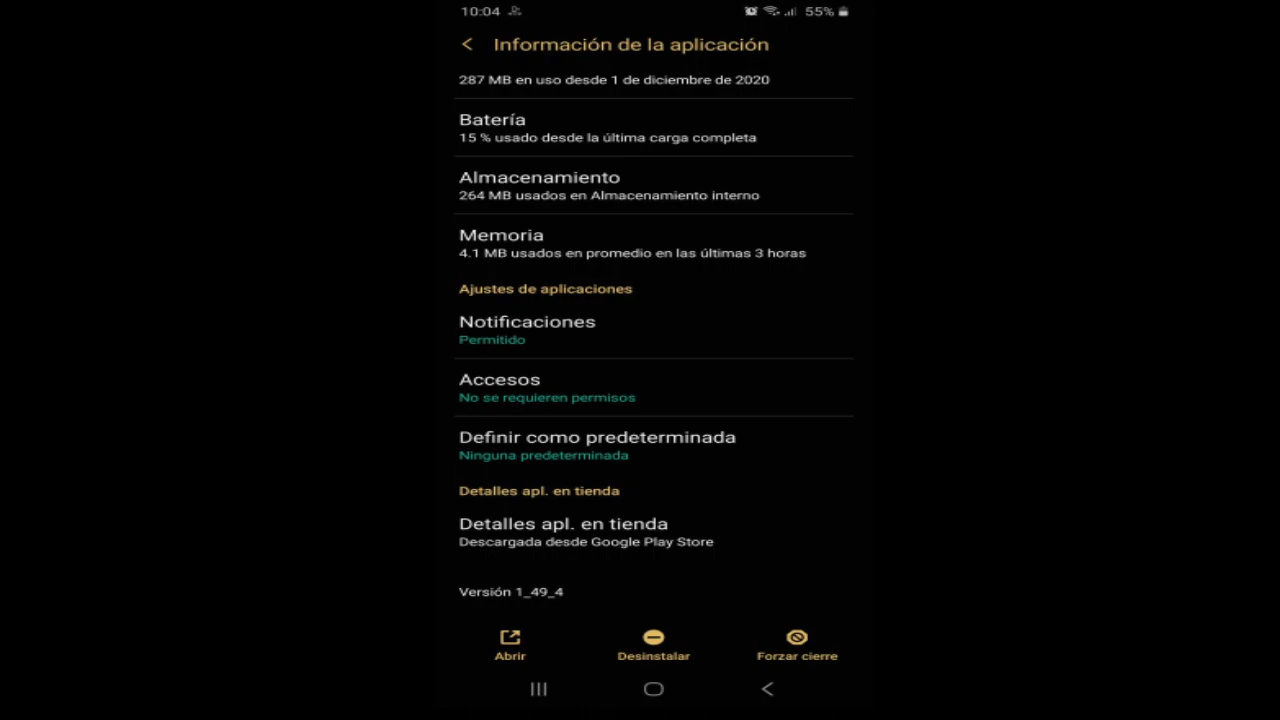 10:04 55%
Información de la aplicación
287 MB en uso desde 1 de diciembre de 2020
Batería
15 % usado desde la última carga completa
Almacenamiento
264 MB usados en Almacenamiento interno
Memoria
4.1 MB usados en promedio en las últimas 3 horas
Ajustes de aplicaciones
Notificaciones
Permitido
Accesos
No se requieren permisos
Definir como predeterminada
Ninguna predeterminada
Detalles apl. en tienda
Detalles apl. en tienda
Descargada desde Google Play Store
Versión 1_49_4
Abrir Desinstalar Forzar cierre